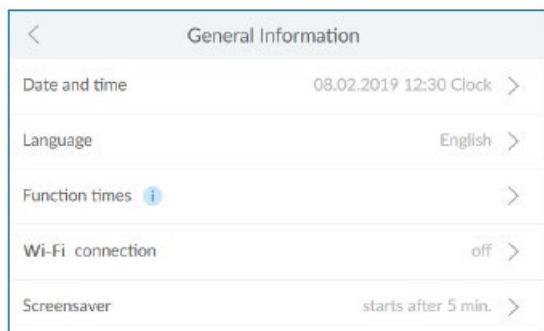 General Information
Date and time 08.02.2019 12:30 Clock
Language English
Function times i
Wi-Fi connection off
Screensaver starts after 5 min.